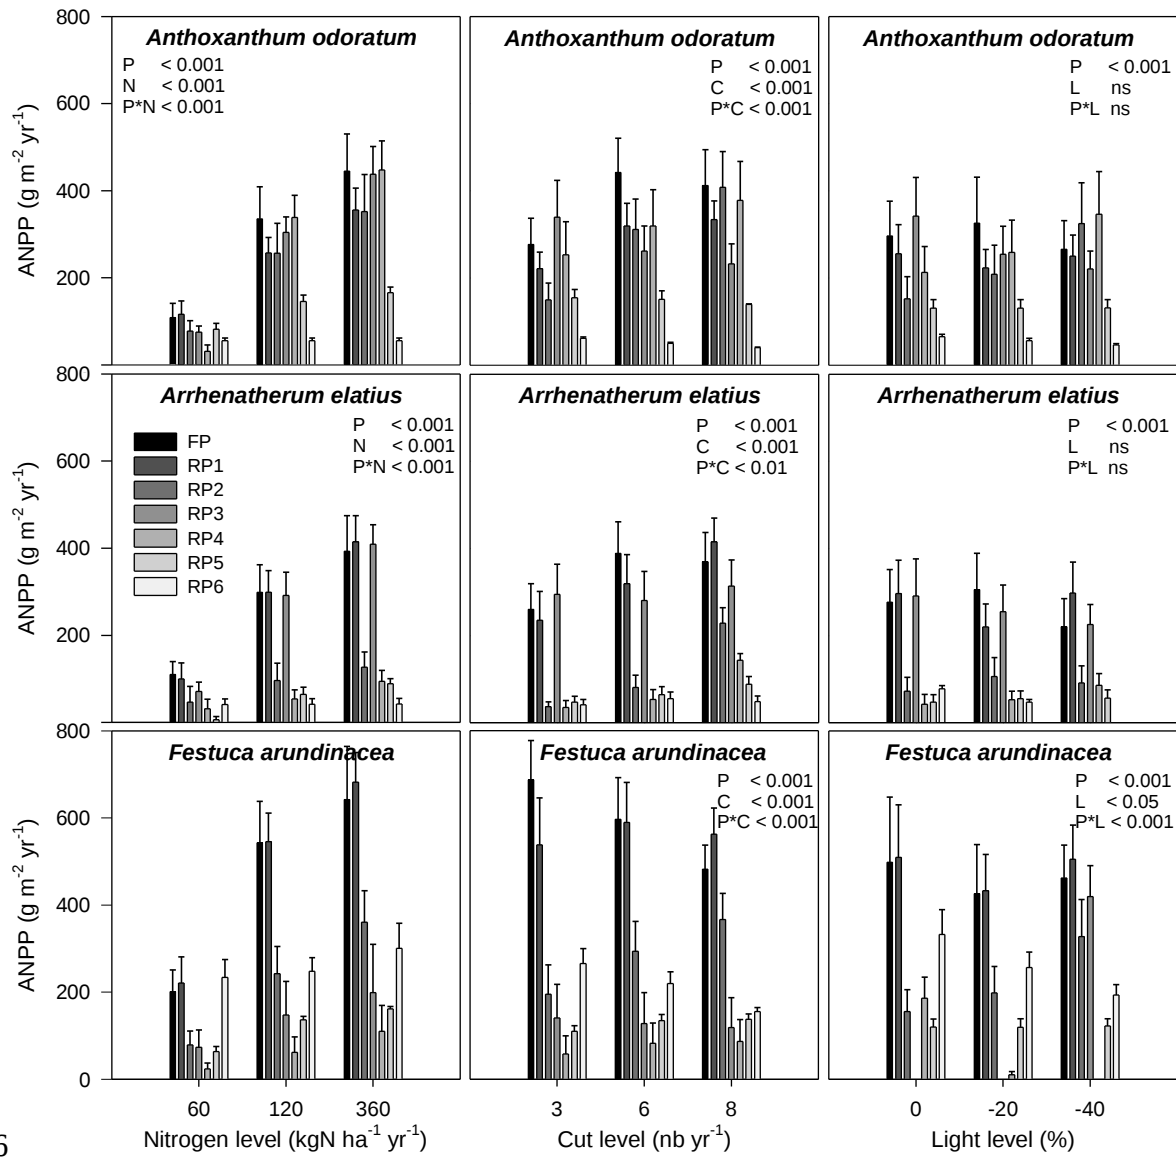 800
600
400
200
ANPP (g m-2 yr-1)
Anthoxanthum odoratum
P < 0.001
N < 0.001
P*N < 0.001
Anthoxanthum odoratum
P < 0.001
C < 0.001
P*C < 0.001
Anthoxanthum odoratum
P < 0.001
L ns
P*L ns
800
600
400
200
ANPP (g m-2 yr-1)
Arrhenatherum elatius
P < 0.001
N < 0.001
P*N < 0.001
FP
RP1
RP2
RP3
RP4
RP5
RP6
Arrhenatherum elatius
P < 0.001
C < 0.001
P*C < 0.01
Arrhenatherum elatius
P < 0.001
L ns
P*L ns
800
600
400
200
0
ANPP (g m-2 yr-1)
Festuca arundinacea
Festuca arundinacea
P < 0.001
C < 0.001
P*C < 0.001
Festuca arundinacea
P < 0.001
L < 0.05
P*L < 0.001
60 120 360
Nitrogen level (kgN ha-1 yr-1)
3 6 8
Cut level (nb yr-1)
0 -20 -40
Light level (%)
6